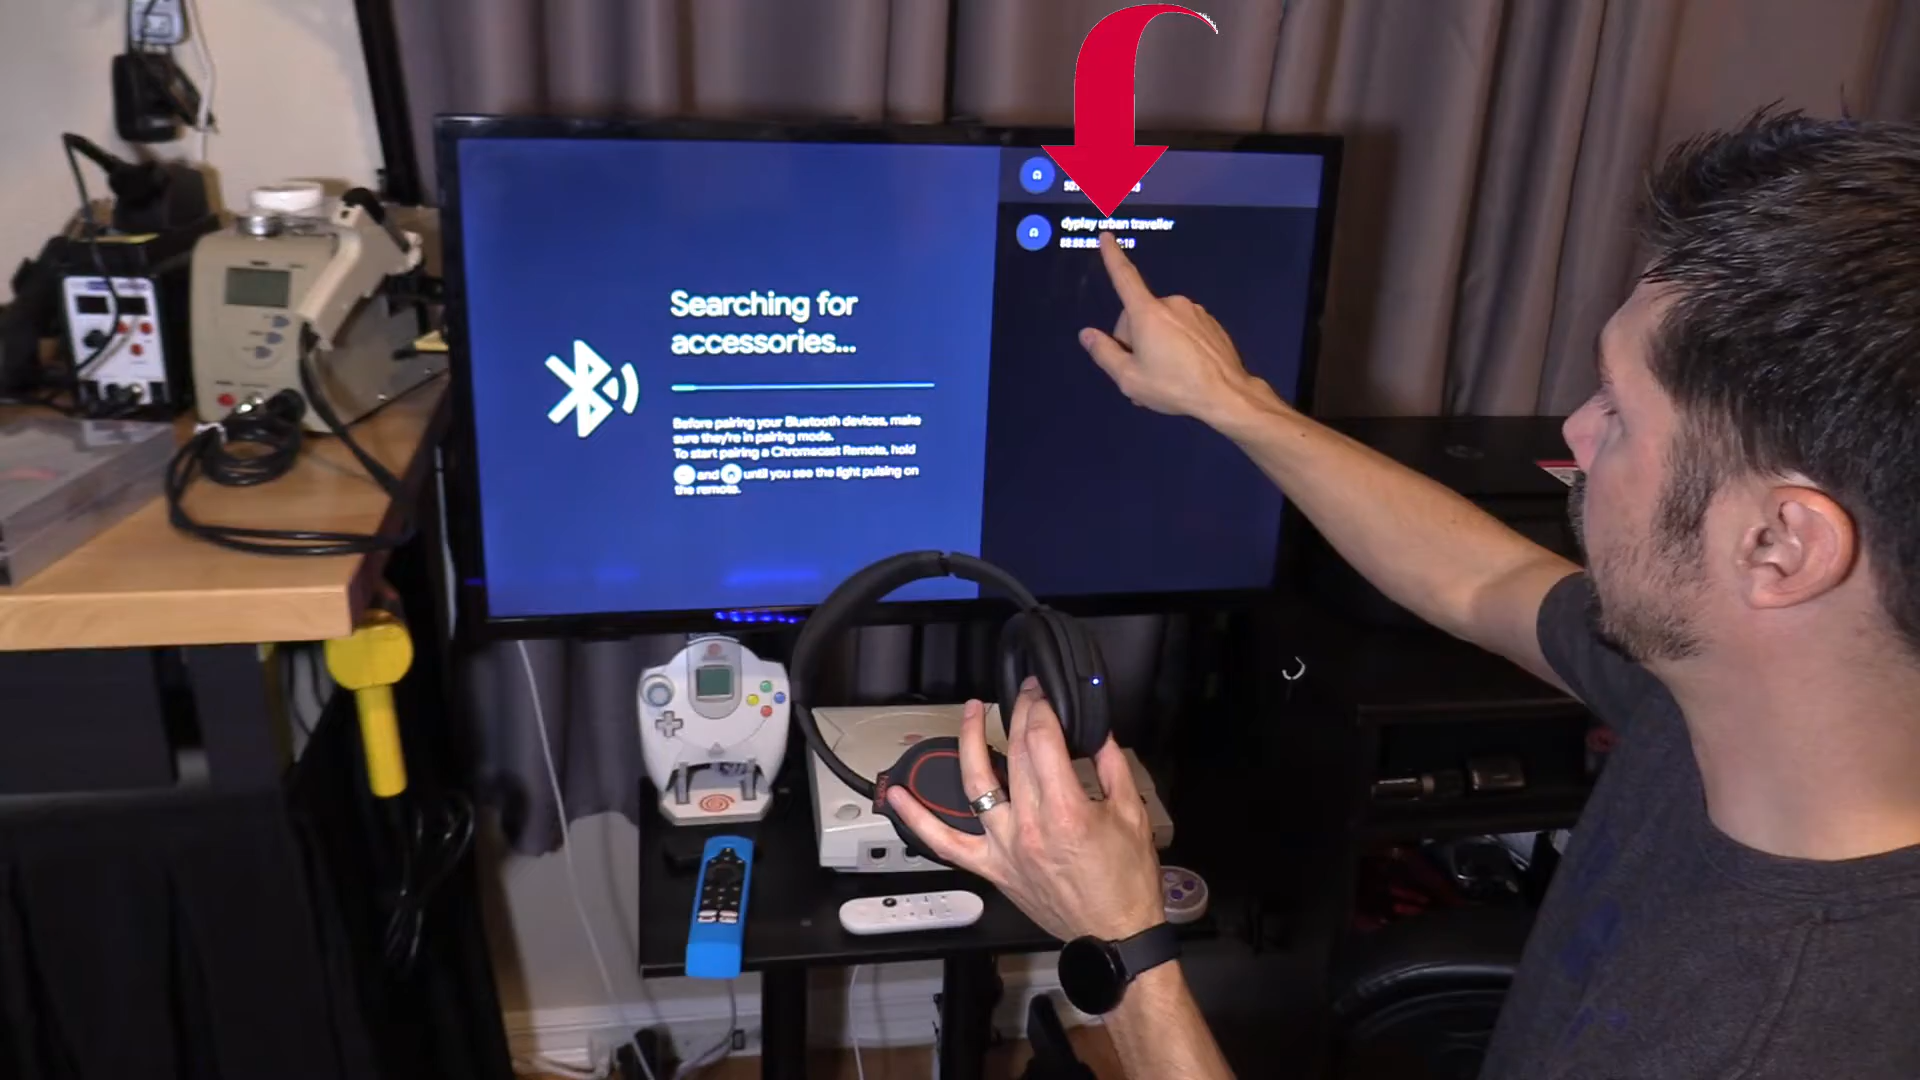 Searching for
accessories...
Before pairing your Bluetooth devices, make
sure they're in pairing mode.
To start pairing a Chromecast Remote, hold
and until you see the light pulsing on
the remote.
dyplay urban traveller